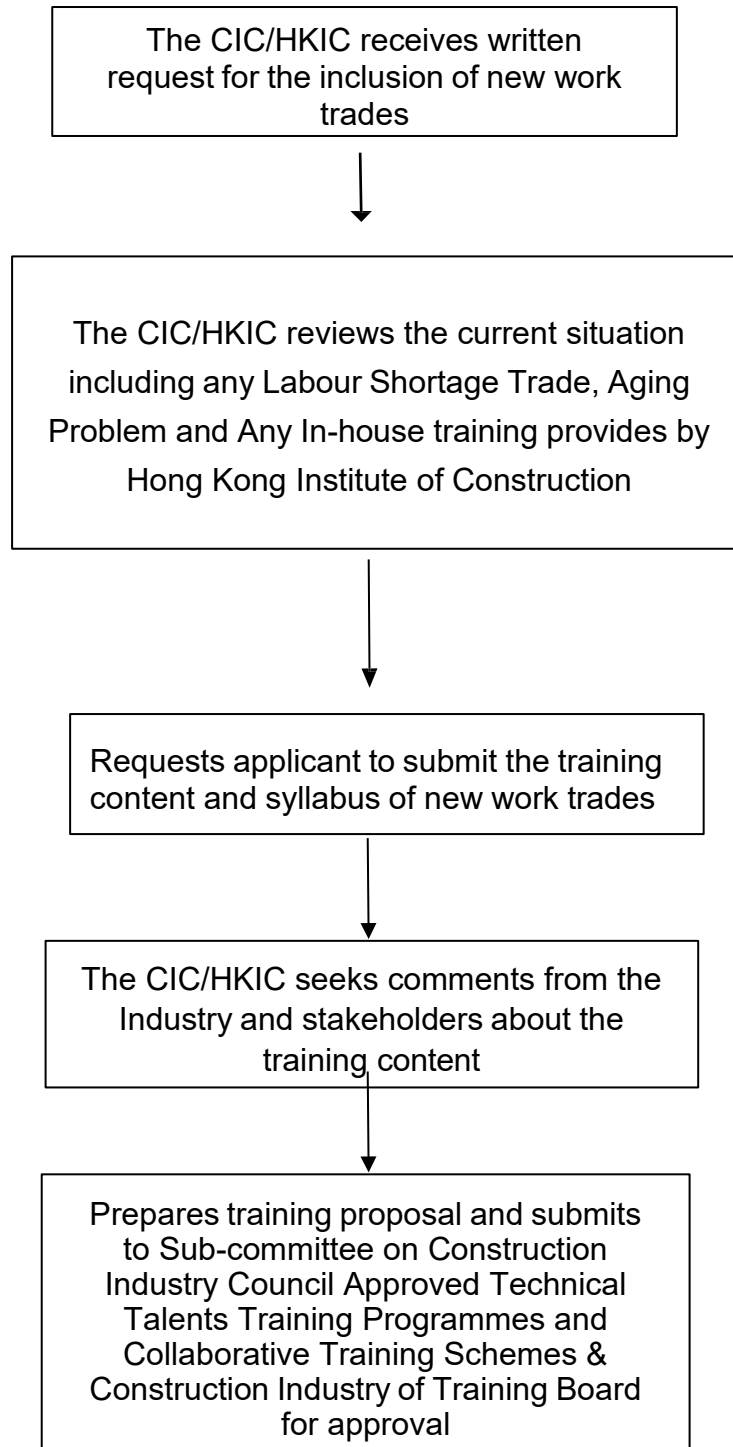 The CIC/HKIC receives written
request for the inclusion of new work
trades
The CIC/HKIC reviews the current situation
including any Labour Shortage Trade, Aging
Problem and Any In-house training provides by
Hong Kong Institute of Construction
Requests applicant to submit the training
content and syllabus of new work trades
The CIC/HKIC seeks comments from the
Industry and stakeholders about the
training content
Prepares training proposal and submits
to Sub-committee on Construction
Industry Council Approved Technical
Talents Training Programmes and
Collaborative Training Schemes &
Construction Industry of Training Board
for approval